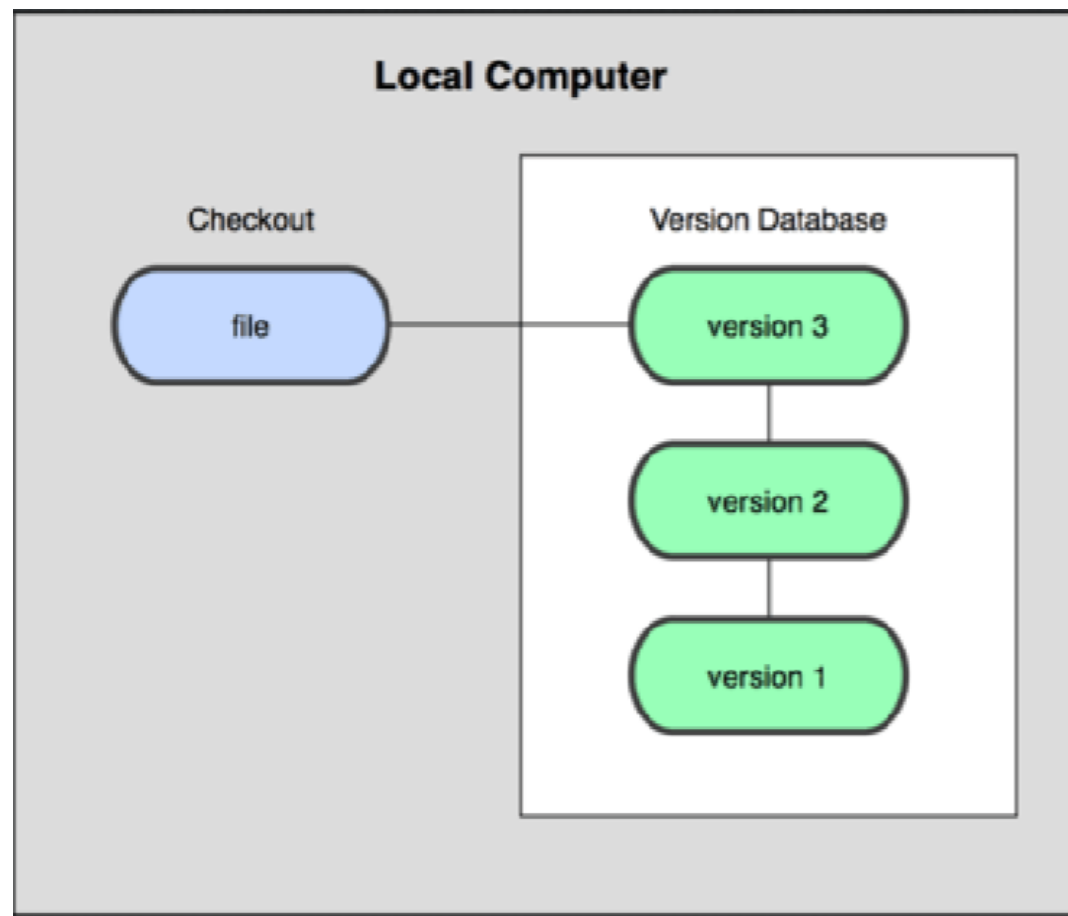 Local Computer
Checkout
Version Database
file
version 3
version 2
version 1